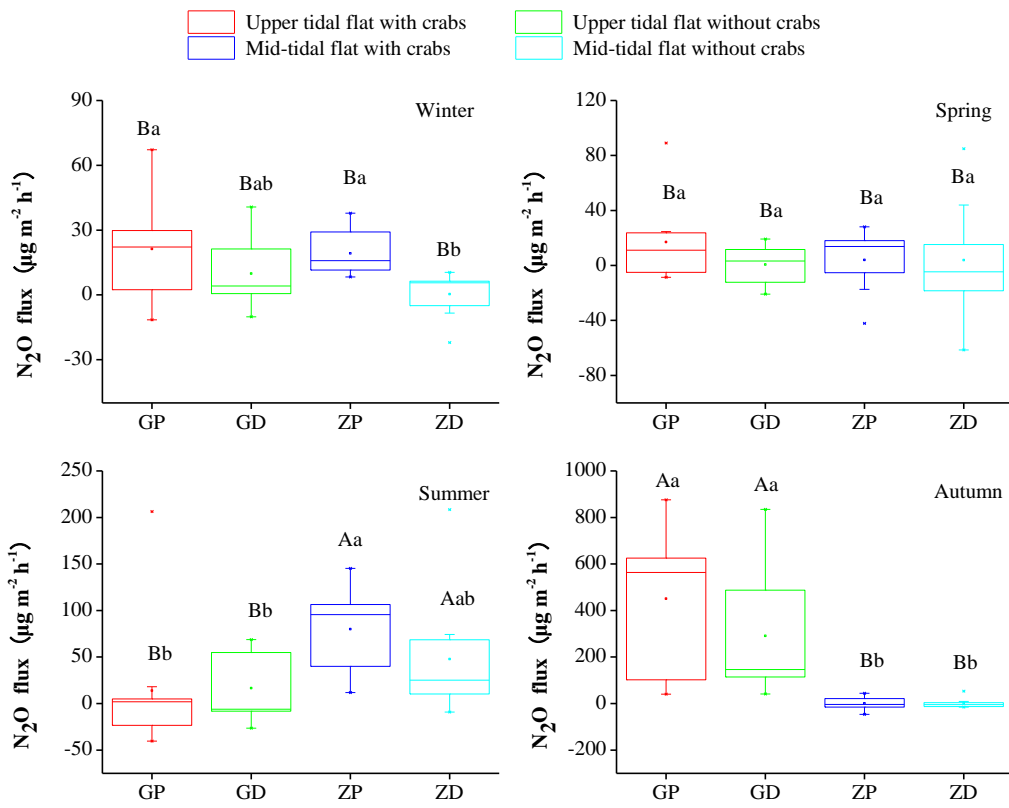 Upper tidal flat with crabs
Upper tidal flat without crabs
Mid-tidal flat with crabs
Mid-tidal flat without crabs
Winter
N₂O flux (μg m⁻² h⁻¹)
90
60
30
0
-30
Ba
Bab
Ba
Bb
GP GD ZP ZD
Spring
N₂O flux (μg m⁻² h⁻¹)
120
80
40
0
-40
-80
Ba
Ba
Ba
Ba
GP GD ZP ZD
Summer
N₂O flux (μg m⁻² h⁻¹)
250
200
150
100
50
0
-50
Bb
Bb
Aa
Aab
GP GD ZP ZD
Autumn
N₂O flux (μg m⁻² h⁻¹)
1000
800
600
400
200
0
-200
Aa
Aa
Bb
Bb
GP GD ZP ZD